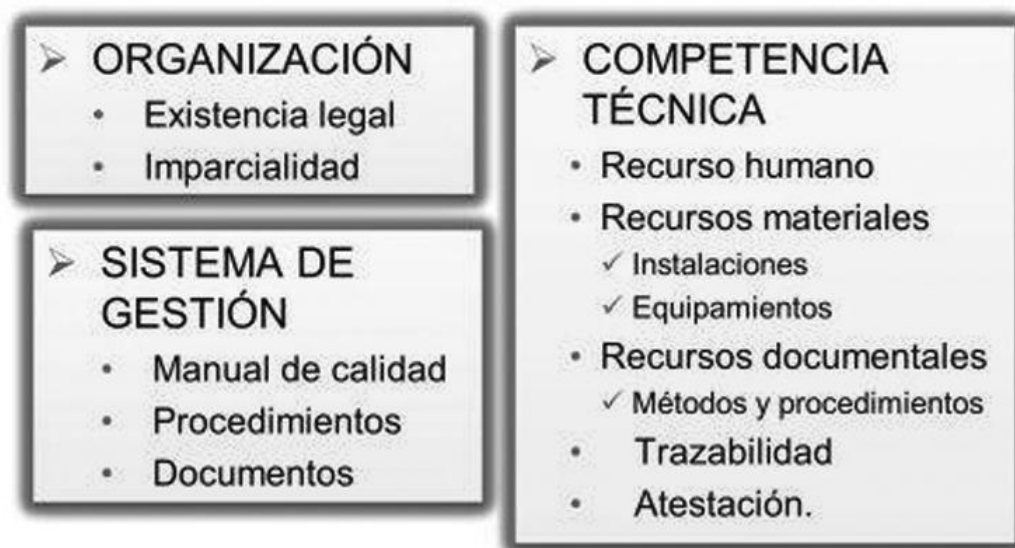 ➢ ORGANIZACIÓN
• Existencia legal
• Imparcialidad
➢ SISTEMA DE
GESTIÓN
• Manual de calidad
• Procedimientos
• Documentos
➢ COMPETENCIA
TÉCNICA
• Recurso humano
• Recursos materiales
✓ Instalaciones
✓ Equipamientos
• Recursos documentales
✓ Métodos y procedimientos
• Trazabilidad
• Atestación.